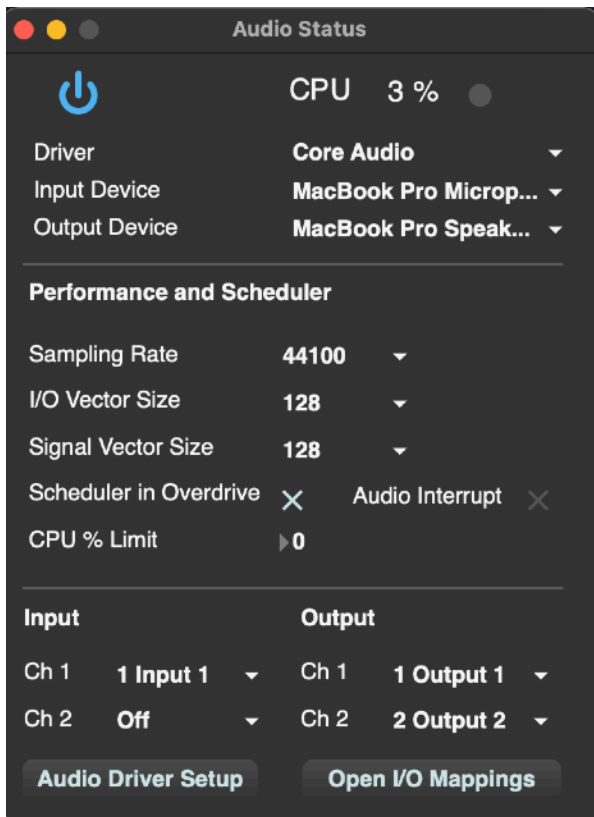 Audio Status
CPU 3 %
Driver Core Audio
Input Device MacBook Pro Microp...
Output Device MacBook Pro Speak...
Performance and Scheduler
Sampling Rate 44100
I/O Vector Size 128
Signal Vector Size 128
Scheduler in Overdrive Audio Interrupt
CPU % Limit 0
Input Output
Ch 1 1 Input 1 Ch 1 1 Output 1
Ch 2 Off Ch 2 2 Output 2
Audio Driver Setup Open I/O Mappings